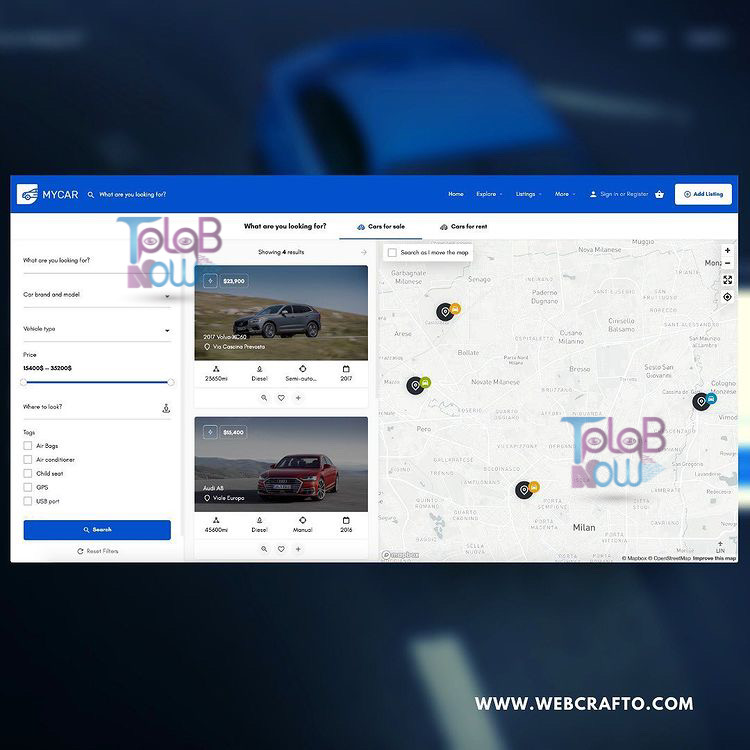 MYCAR
What are you looking for?
Home
Explore
Listings
More
Sign in or Register
Add Listing
What are you looking for?
Cars for sale
Cars for rent
TolaB
NOW
What are you looking for?
Car brand and model
Vehicle type
Price
15400$ — 35200$
Where to look?
Tags
Air Bags
Air conditioner
Child seat
GPS
USB port
Search
Reset Filters
Showing 4 results
$23,900
2017 Volvo XC60
Via Cascina Prevosta
23650mi
Diesel
Semi-auto...
2017
$15,400
Audi A8
Viale Europa
45600mi
Diesel
Manual
2016
Search as I move the map
Muggiò
Nova Milanese
Garbagnate
Milanese
Senago
Paderno
Dugnano
Cinisello
Balsamo
Cusano
Milanino
Arese
Bollate
Bresso
Sesto San
Giovanni
Novate Milanese
Pero
Cologno
Milan
mapbox
© Mapbox © OpenStreetMap Improve this map
TolaB
NOW
WWW.WEBCRAFTO.COM